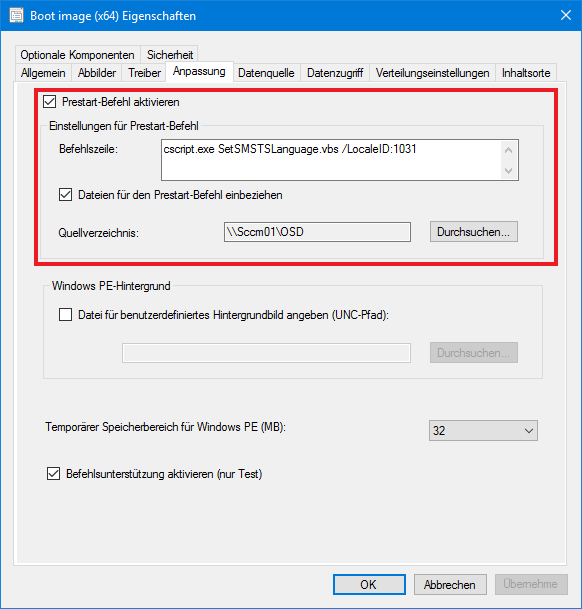 Boot image (x64) Eigenschaften
Optionale Komponenten Sicherheit
Allgemein Abbilder Treiber Anpassung Datenquelle Datenzugriff Verteilungseinstellungen Inhaltsorte
Prestart-Befehl aktivieren
Einstellungen für Prestart-Befehl
Befehlszeile: cscript.exe SetSMSTSLanguage.vbs /LocaleID:1031
Dateien für den Prestart-Befehl einbeziehen
Quellverzeichnis: \\Sccm01\OSD Durchsuchen...
Windows PE-Hintergrund
Datei für benutzerdefiniertes Hintergrundbild angeben (UNC-Pfad):
Durchsuchen...
Temporärer Speicherbereich für Windows PE (MB): 32
Befehlsunterstützung aktivieren (nur Test)
OK Abbrechen Übernehme